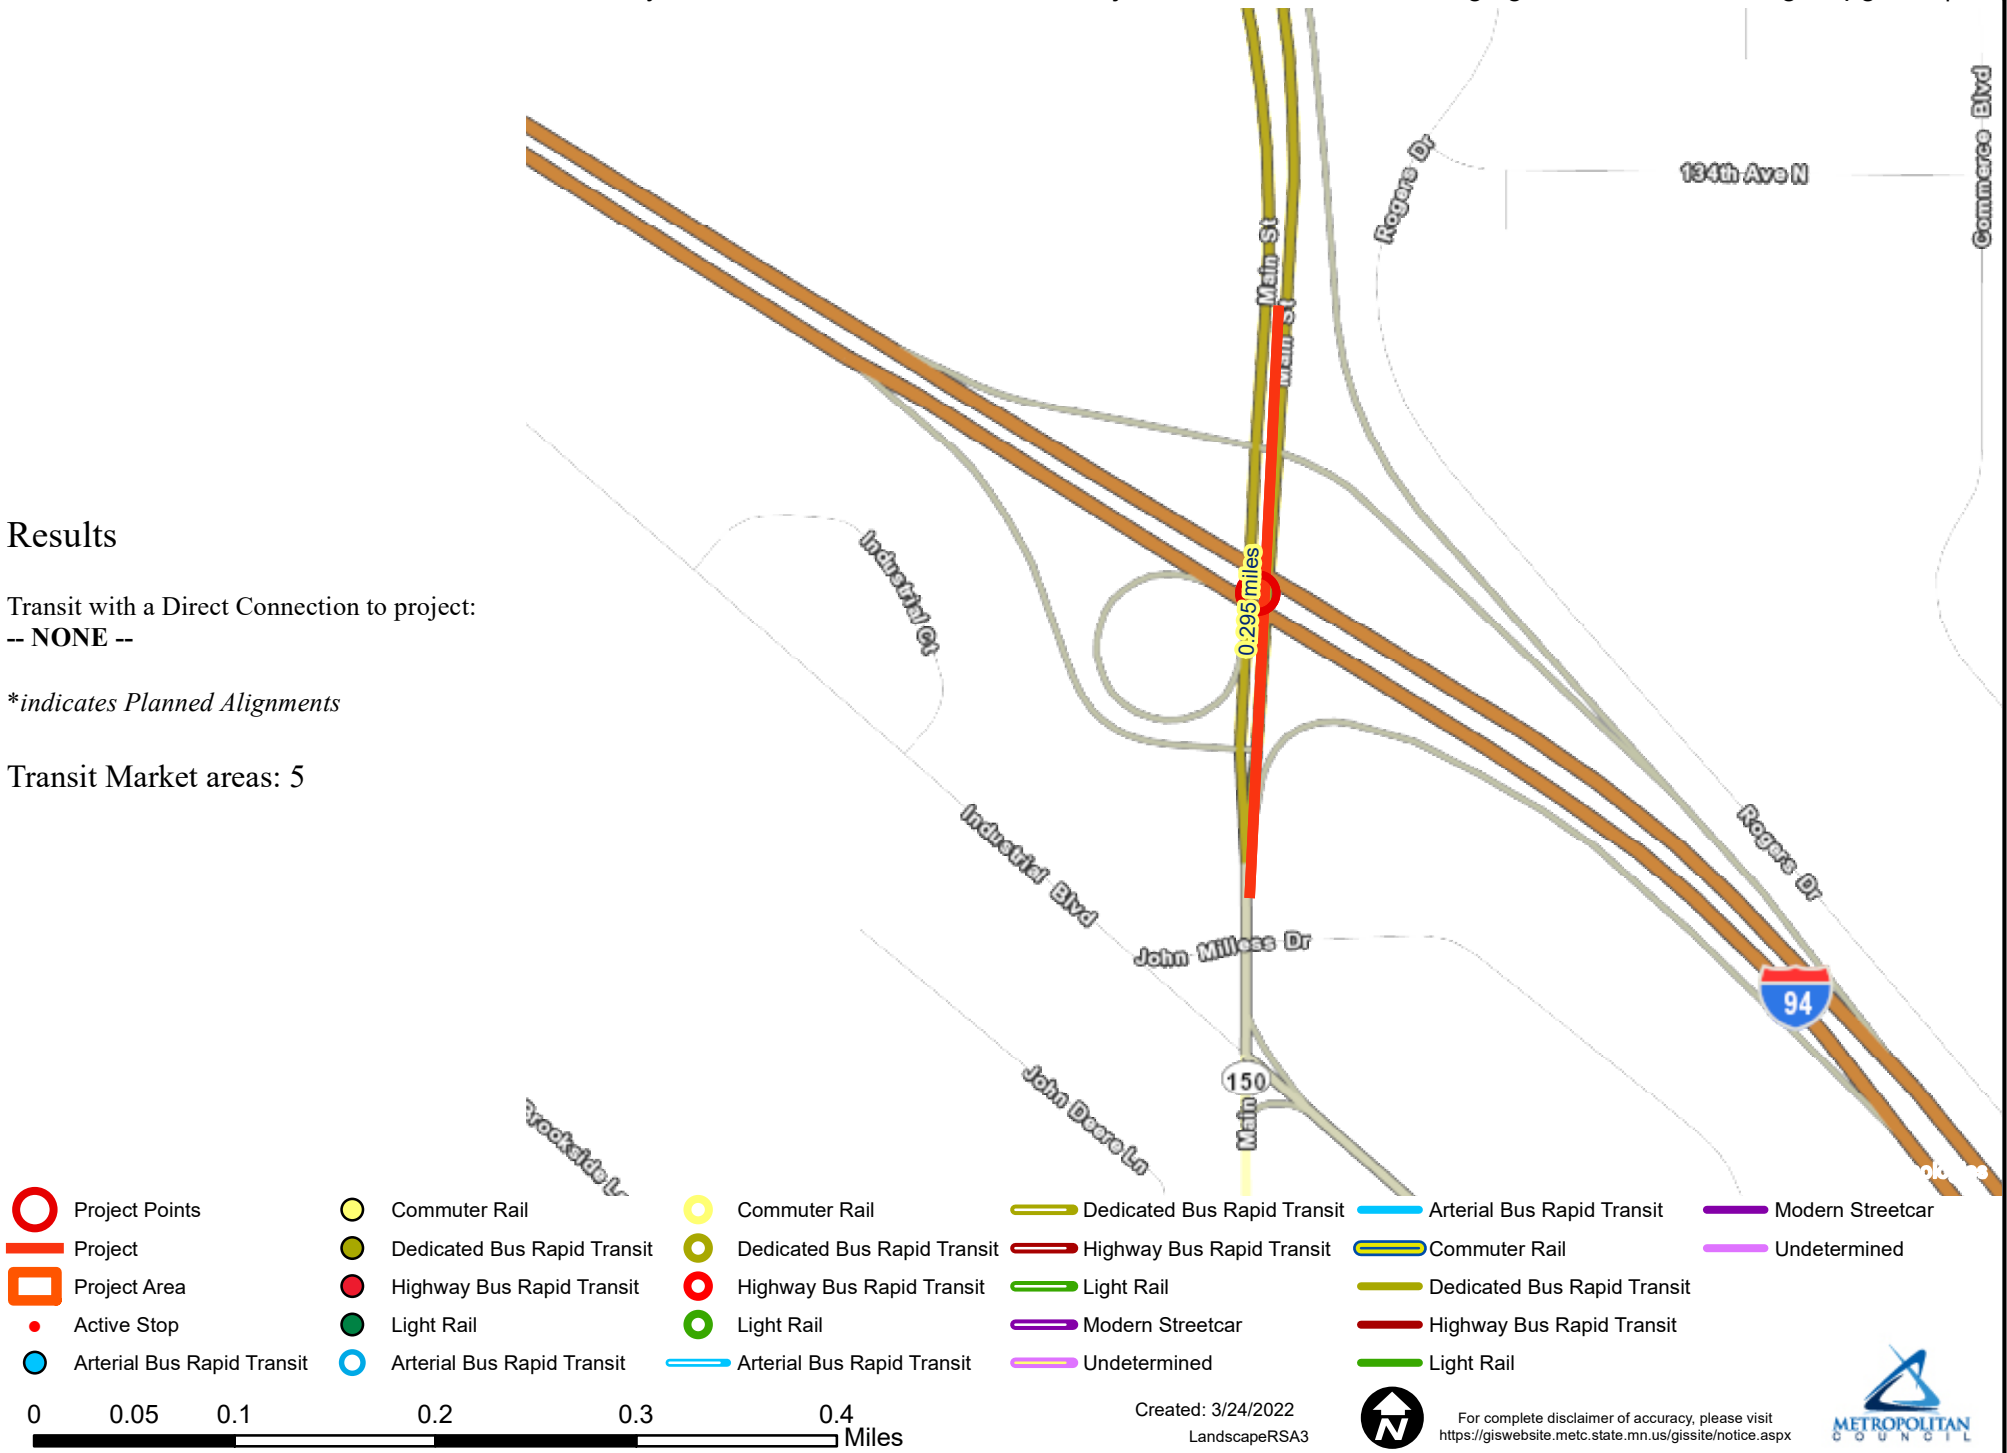 Results
Transit with a Direct Connection to project:
-- NONE --
*indicates Planned Alignments
Transit Market areas: 5
Main St
Main St
Rogers Dr
134th Ave N
Commerce Blvd
Industrial Ct
0.295 miles
Industrial Blvd
John Milless Dr
Rogers Dr
94
150
Main
John Deere Ln
Brookside Ln
Project Points
Project
Project Area
Active Stop
Arterial Bus Rapid Transit
Commuter Rail
Dedicated Bus Rapid Transit
Highway Bus Rapid Transit
Light Rail
Arterial Bus Rapid Transit
Commuter Rail
Dedicated Bus Rapid Transit
Highway Bus Rapid Transit
Light Rail
Arterial Bus Rapid Transit
Dedicated Bus Rapid Transit
Highway Bus Rapid Transit
Light Rail
Modern Streetcar
Undetermined
Arterial Bus Rapid Transit
Commuter Rail
Dedicated Bus Rapid Transit
Highway Bus Rapid Transit
Light Rail
Modern Streetcar
Undetermined
0 0.05 0.1 0.2 0.3 0.4
Miles
Created: 3/24/2022
LandscapeRSA3
N
For complete disclaimer of accuracy, please visit
https://giswebsite.metc.state.mn.us/gissite/notice.aspx
METROPOLITAN
COUNCIL